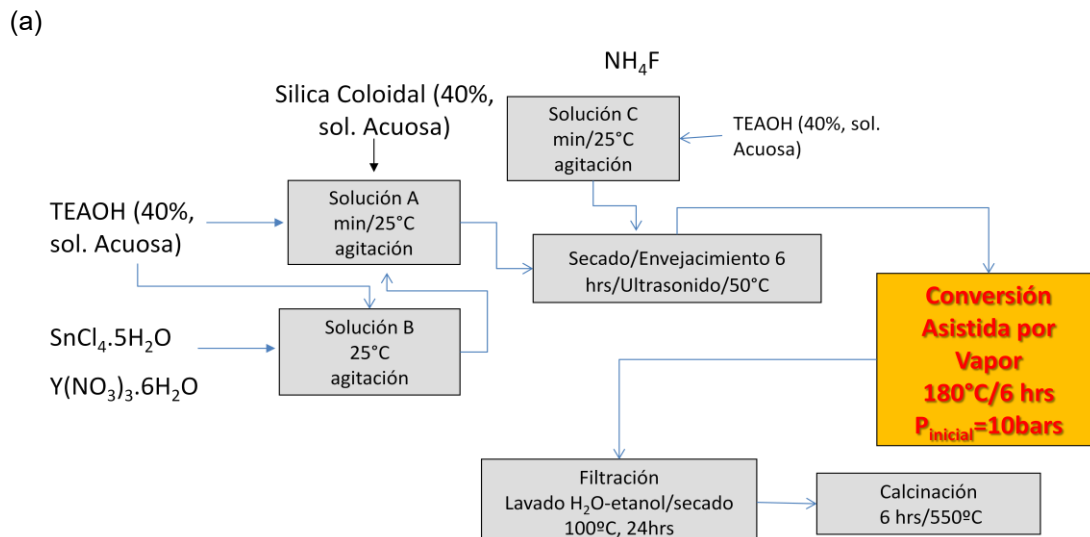 (a)
NH₄F
Silica Coloidal (40%,
sol. Acuosa)
Solución C
min/25°C
agitación
TEAOH (40%, sol.
Acuosa)
TEAOH (40%,
sol. Acuosa)
Solución A
min/25°C
agitación
Secado/Envejacimiento 6
hrs/Ultrasonido/50°C
SnCl₄.5H₂O
Y(NO₃)₃.6H₂O
Solución B
25°C
agitación
Conversión
Asistida por
Vapor
180°C/6 hrs
Pinicial=10bars
Filtración
Lavado H₂O-etanol/secado
100ºC, 24hrs
Calcinación
6 hrs/550ºC